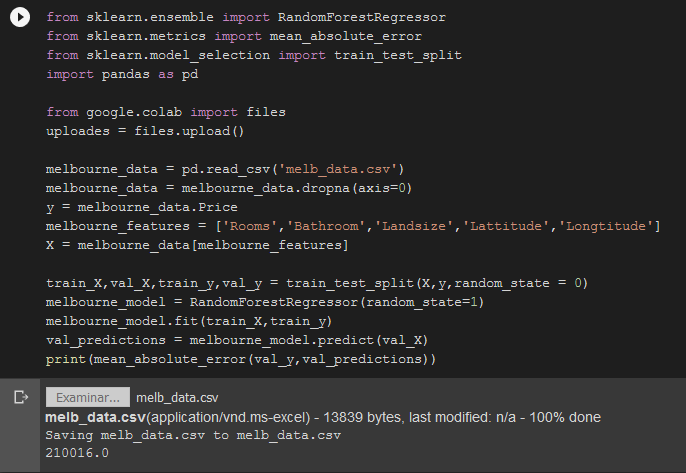 from sklearn.ensemble import RandomForestRegressor
from sklearn.metrics import mean_absolute_error
from sklearn.model_selection import train_test_split
import pandas as pd
from google.colab import files
uploades = files.upload()
melbourne_data = pd.read_csv('melb_data.csv')
melbourne_data = melbourne_data.dropna(axis=0)
y = melbourne_data.Price
melbourne_features = ['Rooms','Bathroom','Landsize','Lattitude','Longtitude']
X = melbourne_data[melbourne_features]
train_X,val_X,train_y,val_y = train_test_split(X,y,random_state = 0)
melbourne_model = RandomForestRegressor(random_state=1)
melbourne_model.fit(train_X,train_y)
val_predictions = melbourne_model.predict(val_X)
print(mean_absolute_error(val_y,val_predictions))
Examinar... melb_data.csv
melb_data.csv(application/vnd.ms-excel) - 13839 bytes, last modified: n/a - 100% done
Saving melb_data.csv to melb_data.csv
210016.0